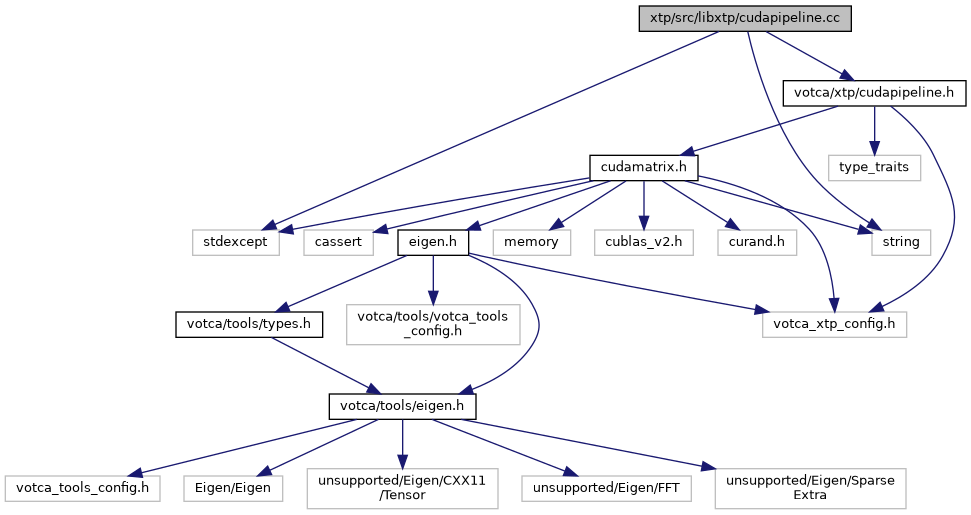 xtp/src/libxtp/cudapipeline.cc
votca/xtp/cudapipeline.h
cudamatrix.h
type_traits
stdexcept
cassert
eigen.h
memory
cublas_v2.h
curand.h
string
votca/tools/types.h
votca/tools/votca_tools
_config.h
votca_xtp_config.h
votca/tools/eigen.h
votca_tools_config.h
Eigen/Eigen
unsupported/Eigen/CXX11
/Tensor
unsupported/Eigen/FFT
unsupported/Eigen/Sparse
Extra